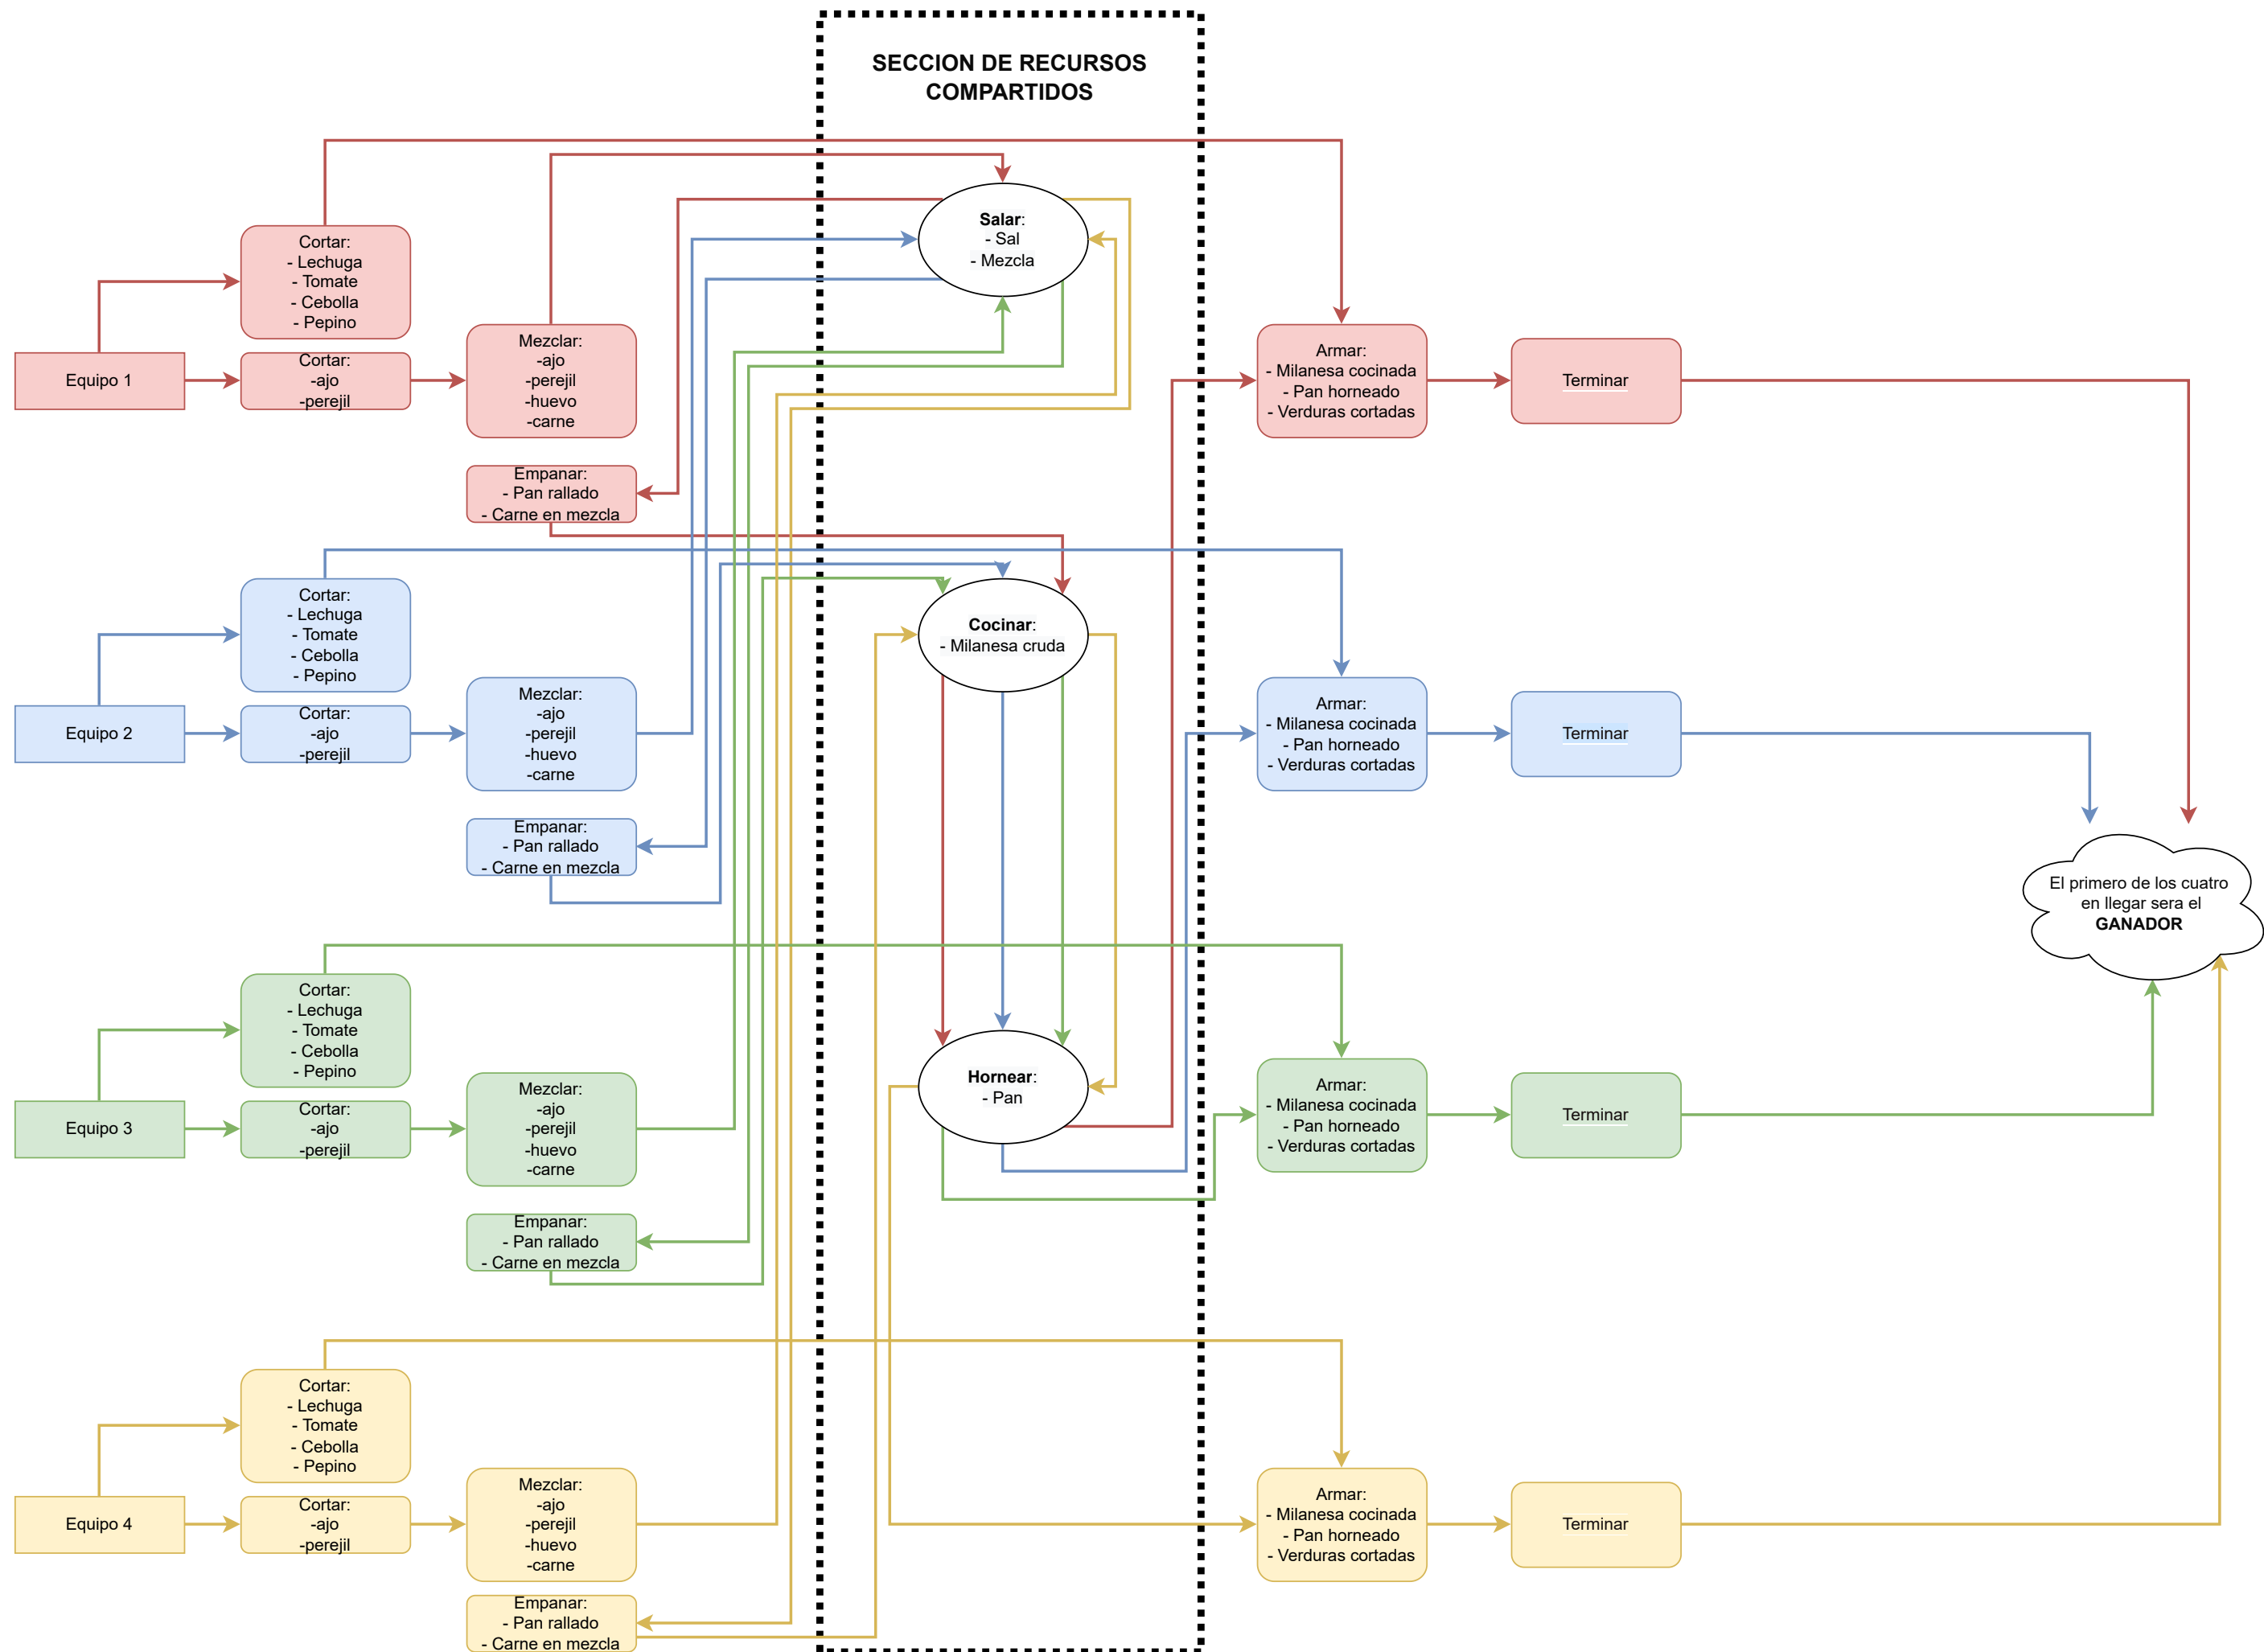 SECCION DE RECURSOS
COMPARTIDOS
Salar:
- Sal
- Mezcla
Cocinar:
- Milanesa cruda
Hornear:
- Pan
Equipo 1
Cortar:
- Lechuga
- Tomate
- Cebolla
- Pepino
Cortar:
-ajo
-perejil
Mezclar:
-ajo
-perejil
-huevo
-carne
Empanar:
- Pan rallado
- Carne en mezcla
Armar:
- Milanesa cocinada
- Pan horneado
- Verduras cortadas
Terminar
Equipo 2
Cortar:
- Lechuga
- Tomate
- Cebolla
- Pepino
Cortar:
-ajo
-perejil
Mezclar:
-ajo
-perejil
-huevo
-carne
Empanar:
- Pan rallado
- Carne en mezcla
Armar:
- Milanesa cocinada
- Pan horneado
- Verduras cortadas
Terminar
Equipo 3
Cortar:
- Lechuga
- Tomate
- Cebolla
- Pepino
Cortar:
-ajo
-perejil
Mezclar:
-ajo
-perejil
-huevo
-carne
Empanar:
- Pan rallado
- Carne en mezcla
Armar:
- Milanesa cocinada
- Pan horneado
- Verduras cortadas
Terminar
Equipo 4
Cortar:
- Lechuga
- Tomate
- Cebolla
- Pepino
Cortar:
-ajo
-perejil
Mezclar:
-ajo
-perejil
-huevo
-carne
Empanar:
- Pan rallado
- Carne en mezcla
Armar:
- Milanesa cocinada
- Pan horneado
- Verduras cortadas
Terminar
El primero de los cuatro
en llegar sera el
GANADOR